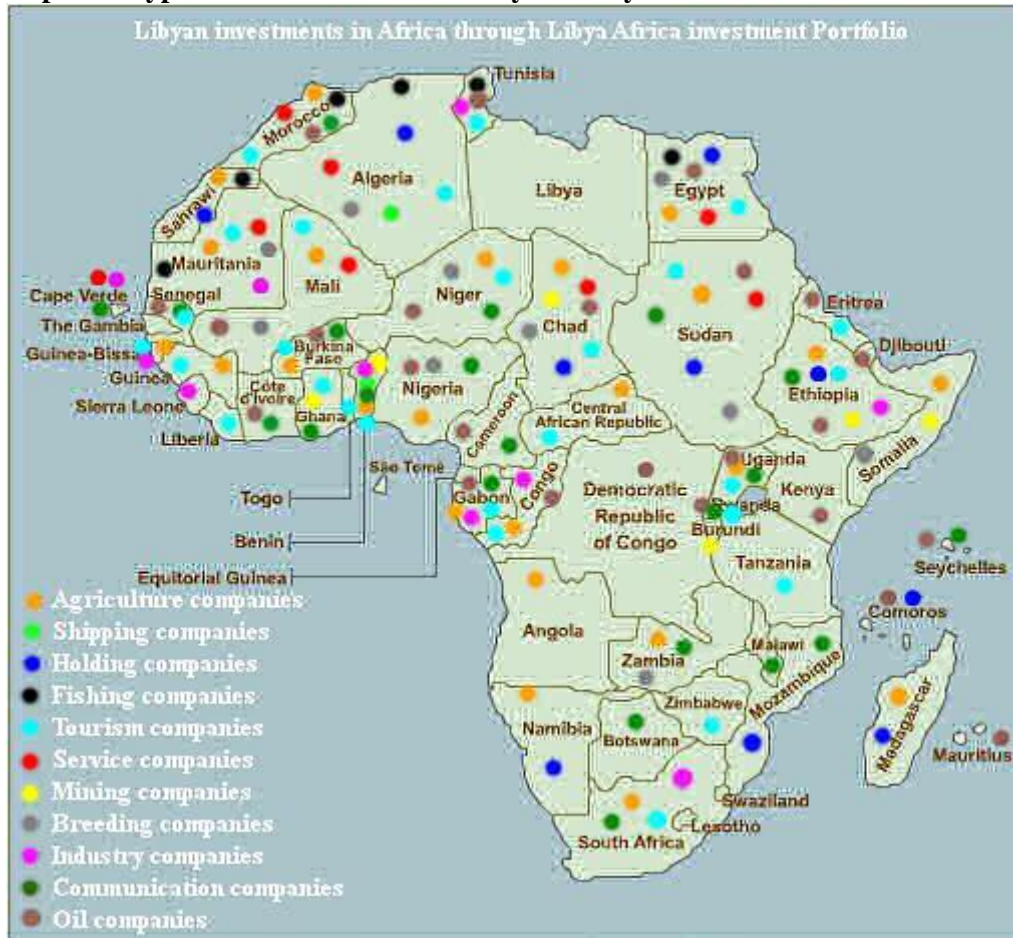 Libyan investments in Africa through Libya Africa investment Portfolio
Tunisia
Morocco
Algeria
Libya
Egypt
Sahrawi
Mauritania
Mali
Niger
Chad
Sudan
Eritrea
Cape Verde
Senegal
The Gambia
Guinea-Bissa
Guinea
Sierra Leone
Liberia
Côte
d'Ivoire
Burkina
Faso
Ghana
Nigeria
Djibouti
Ethiopia
Somalia
Central
African Republic
Cameroon
São Tomé
Togo
Benin
Equitorial Guinea
Gabon
Congo
Democratic
Republic
of Congo
Uganda
Kenya
Rwanda
Burundi
Tanzania
Seychelles
Comoros
Angola
Zambia
Malawi
Mozambique
Zimbabwe
Namibia
Botswana
Madagascar
Mauritius
Swaziland
Lesotho
South Africa
Agriculture companies
Shipping companies
Holding companies
Fishing companies
Tourism companies
Service companies
Mining companies
Breeding companies
Industry companies
Communication companies
Oil companies